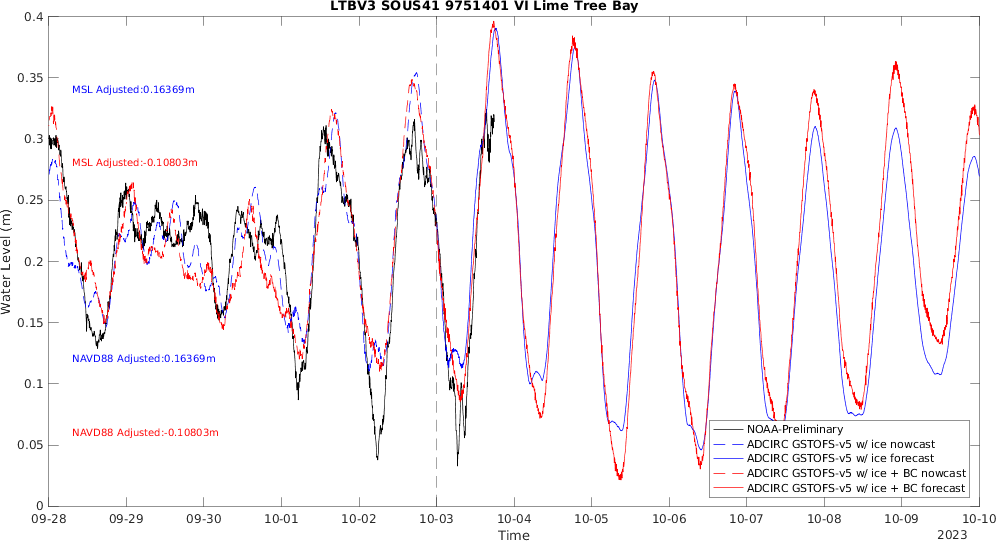 LTBV3 SOUS41 9751401 VI Lime Tree Bay
0.4
0.35
0.3
0.25
0.2
0.15
0.1
0.05
0
Water Level (m)
MSL Adjusted:0.16369m
MSL Adjusted:-0.10803m
NAVD88 Adjusted:0.16369m
NAVD88 Adjusted:-0.10803m
NOAA-Preliminary
ADCIRC GSTOFS-v5 w/ ice nowcast
ADCIRC GSTOFS-v5 w/ ice forecast
ADCIRC GSTOFS-v5 w/ ice + BC nowcast
ADCIRC GSTOFS-v5 w/ ice + BC forecast
09-28 09-29 09-30 10-01 10-02 10-03 10-04 10-05 10-06 10-07 10-08 10-09 10-10
Time
2023